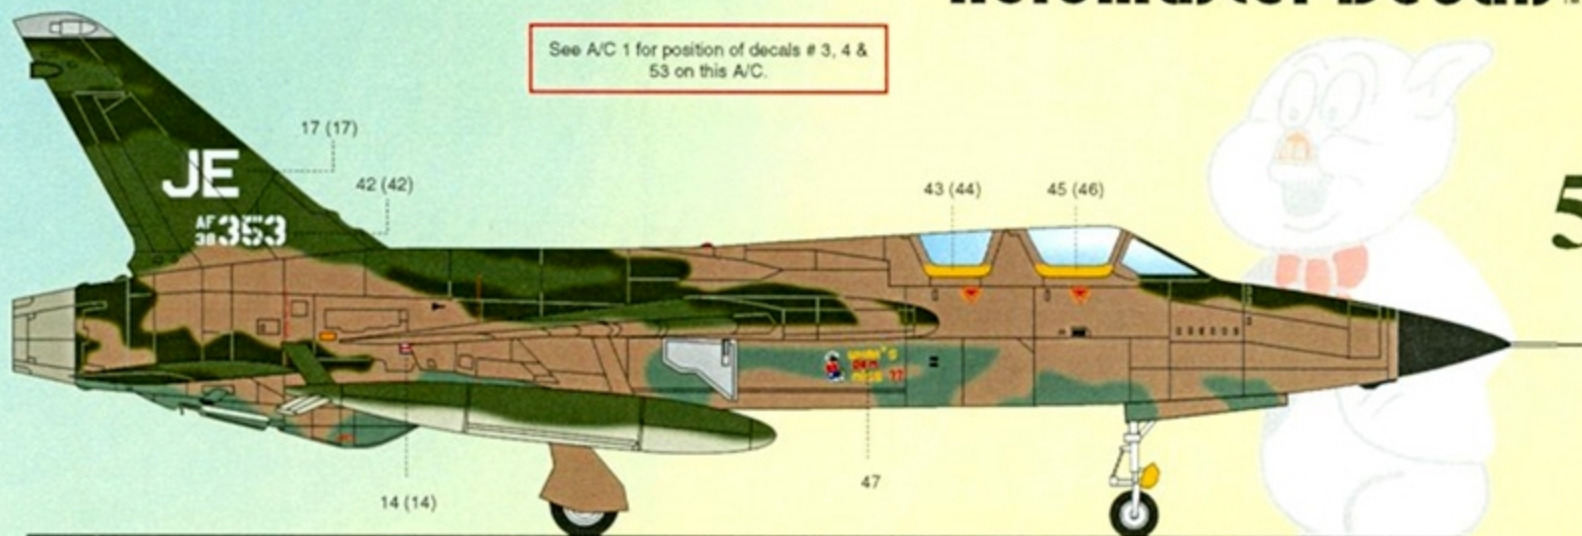 See A/C 1 for position of decals # 3, 4 &
53 on this A/C.
17 (17)
JE
42 (42)
43 (44)
45 (46)
AF
38 353
14 (14)
47
5